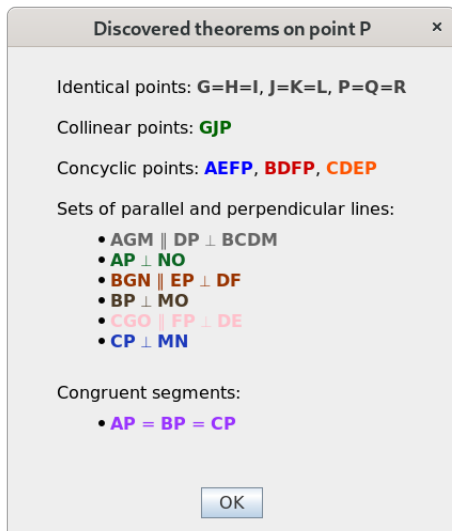 Discovered theorems on point P ×
Identical points: G=H=I, J=K=L, P=Q=R
Collinear points: GJP
Concyclic points: AEFP, BDFP, CDEP
Sets of parallel and perpendicular lines:
• AGM ∥ DP ⊥ BCDM
• AP ⊥ NO
• BGN ∥ EP ⊥ DF
• BP ⊥ MO
• CGO ∥ FP ⊥ DE
• CP ⊥ MN
Congruent segments:
• AP = BP = CP
OK